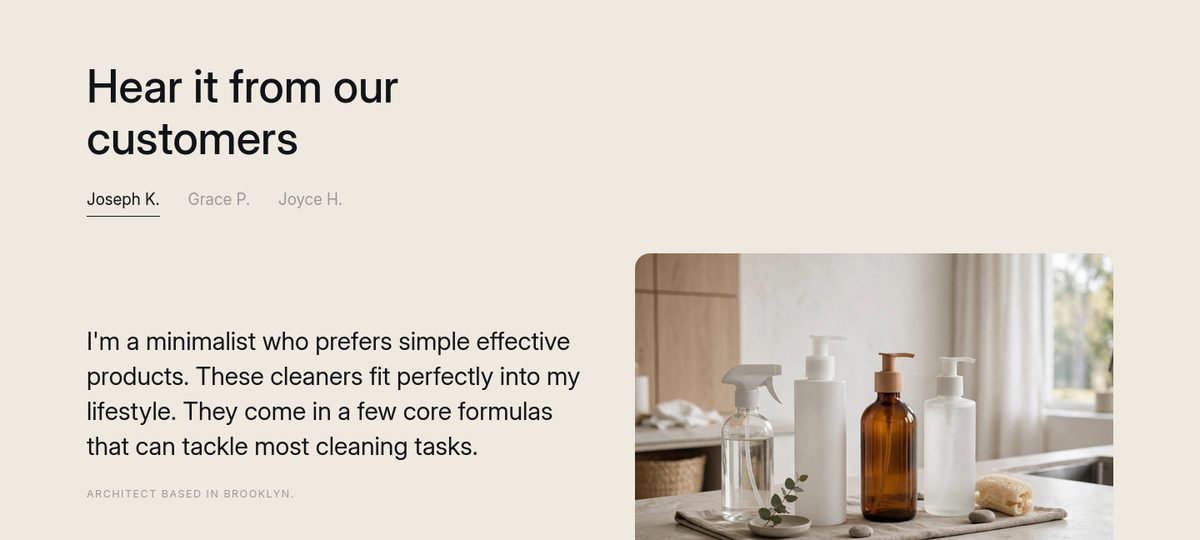 Hear it from our
customers
Joseph K. Grace P. Joyce H.
I'm a minimalist who prefers simple effective
products. These cleaners fit perfectly into my
lifestyle. They come in a few core formulas
that can tackle most cleaning tasks.
ARCHITECT BASED IN BROOKLYN.